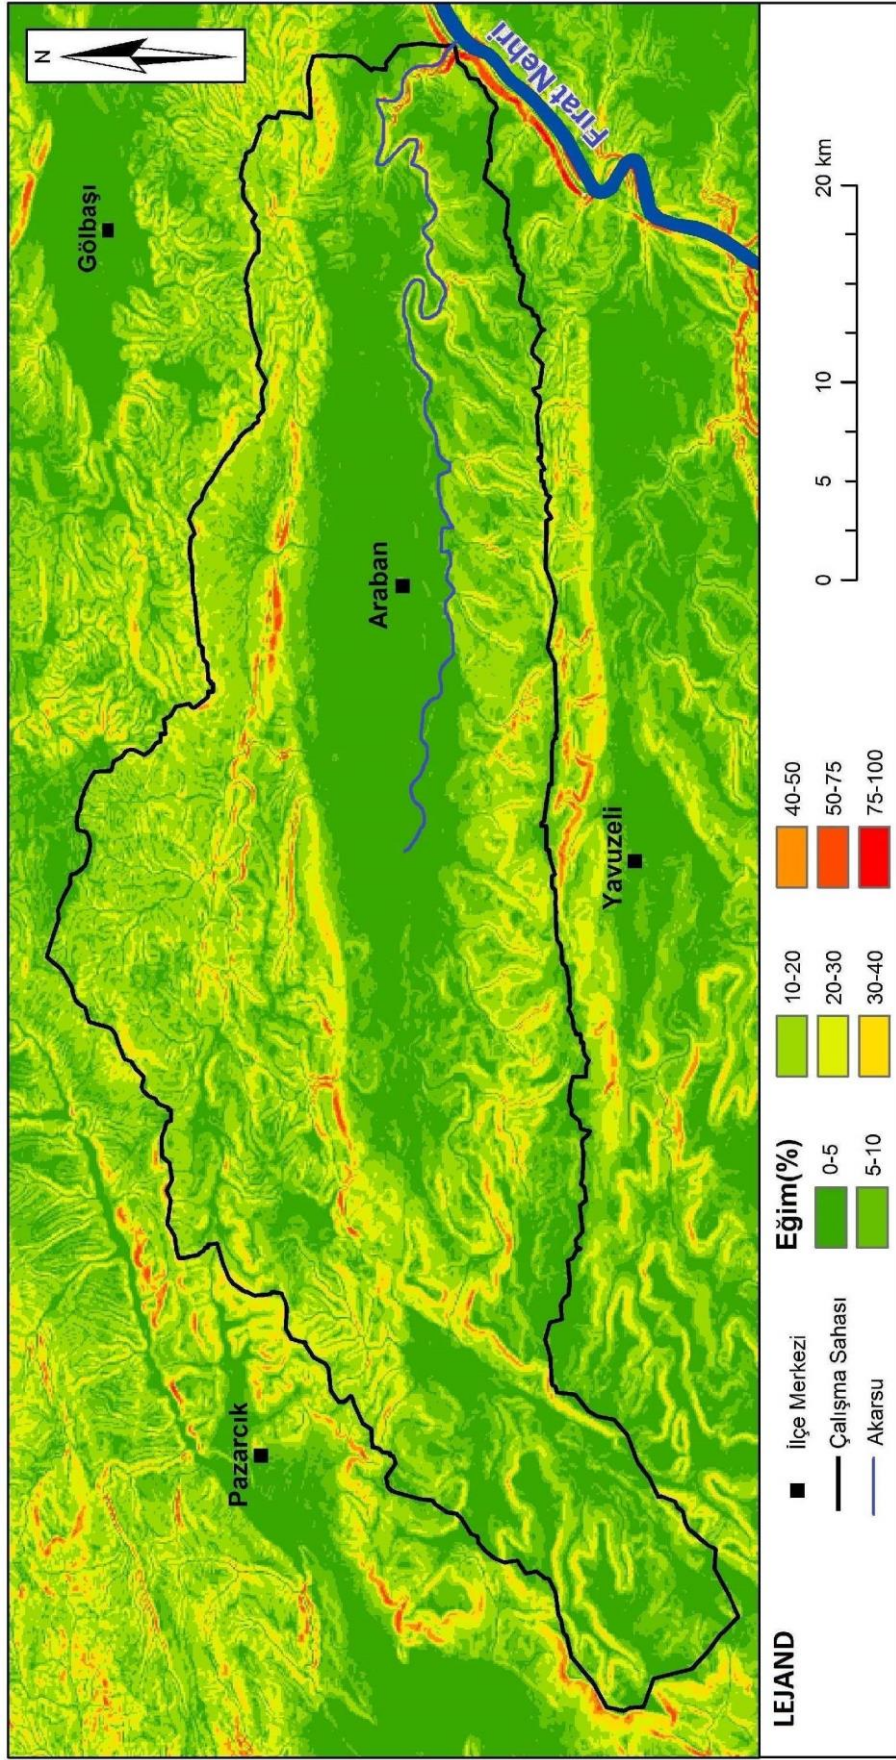 N
Gölbaşı
Fırat Nehri
Pazarcık
Araban
Yavuzeli
LEJAND
İlçe Merkezi
Çalışma Sahası
Akarsu
Eğim(%)
0-5
5-10
10-20
20-30
30-40
40-50
50-75
75-100
0 5 10 20 km